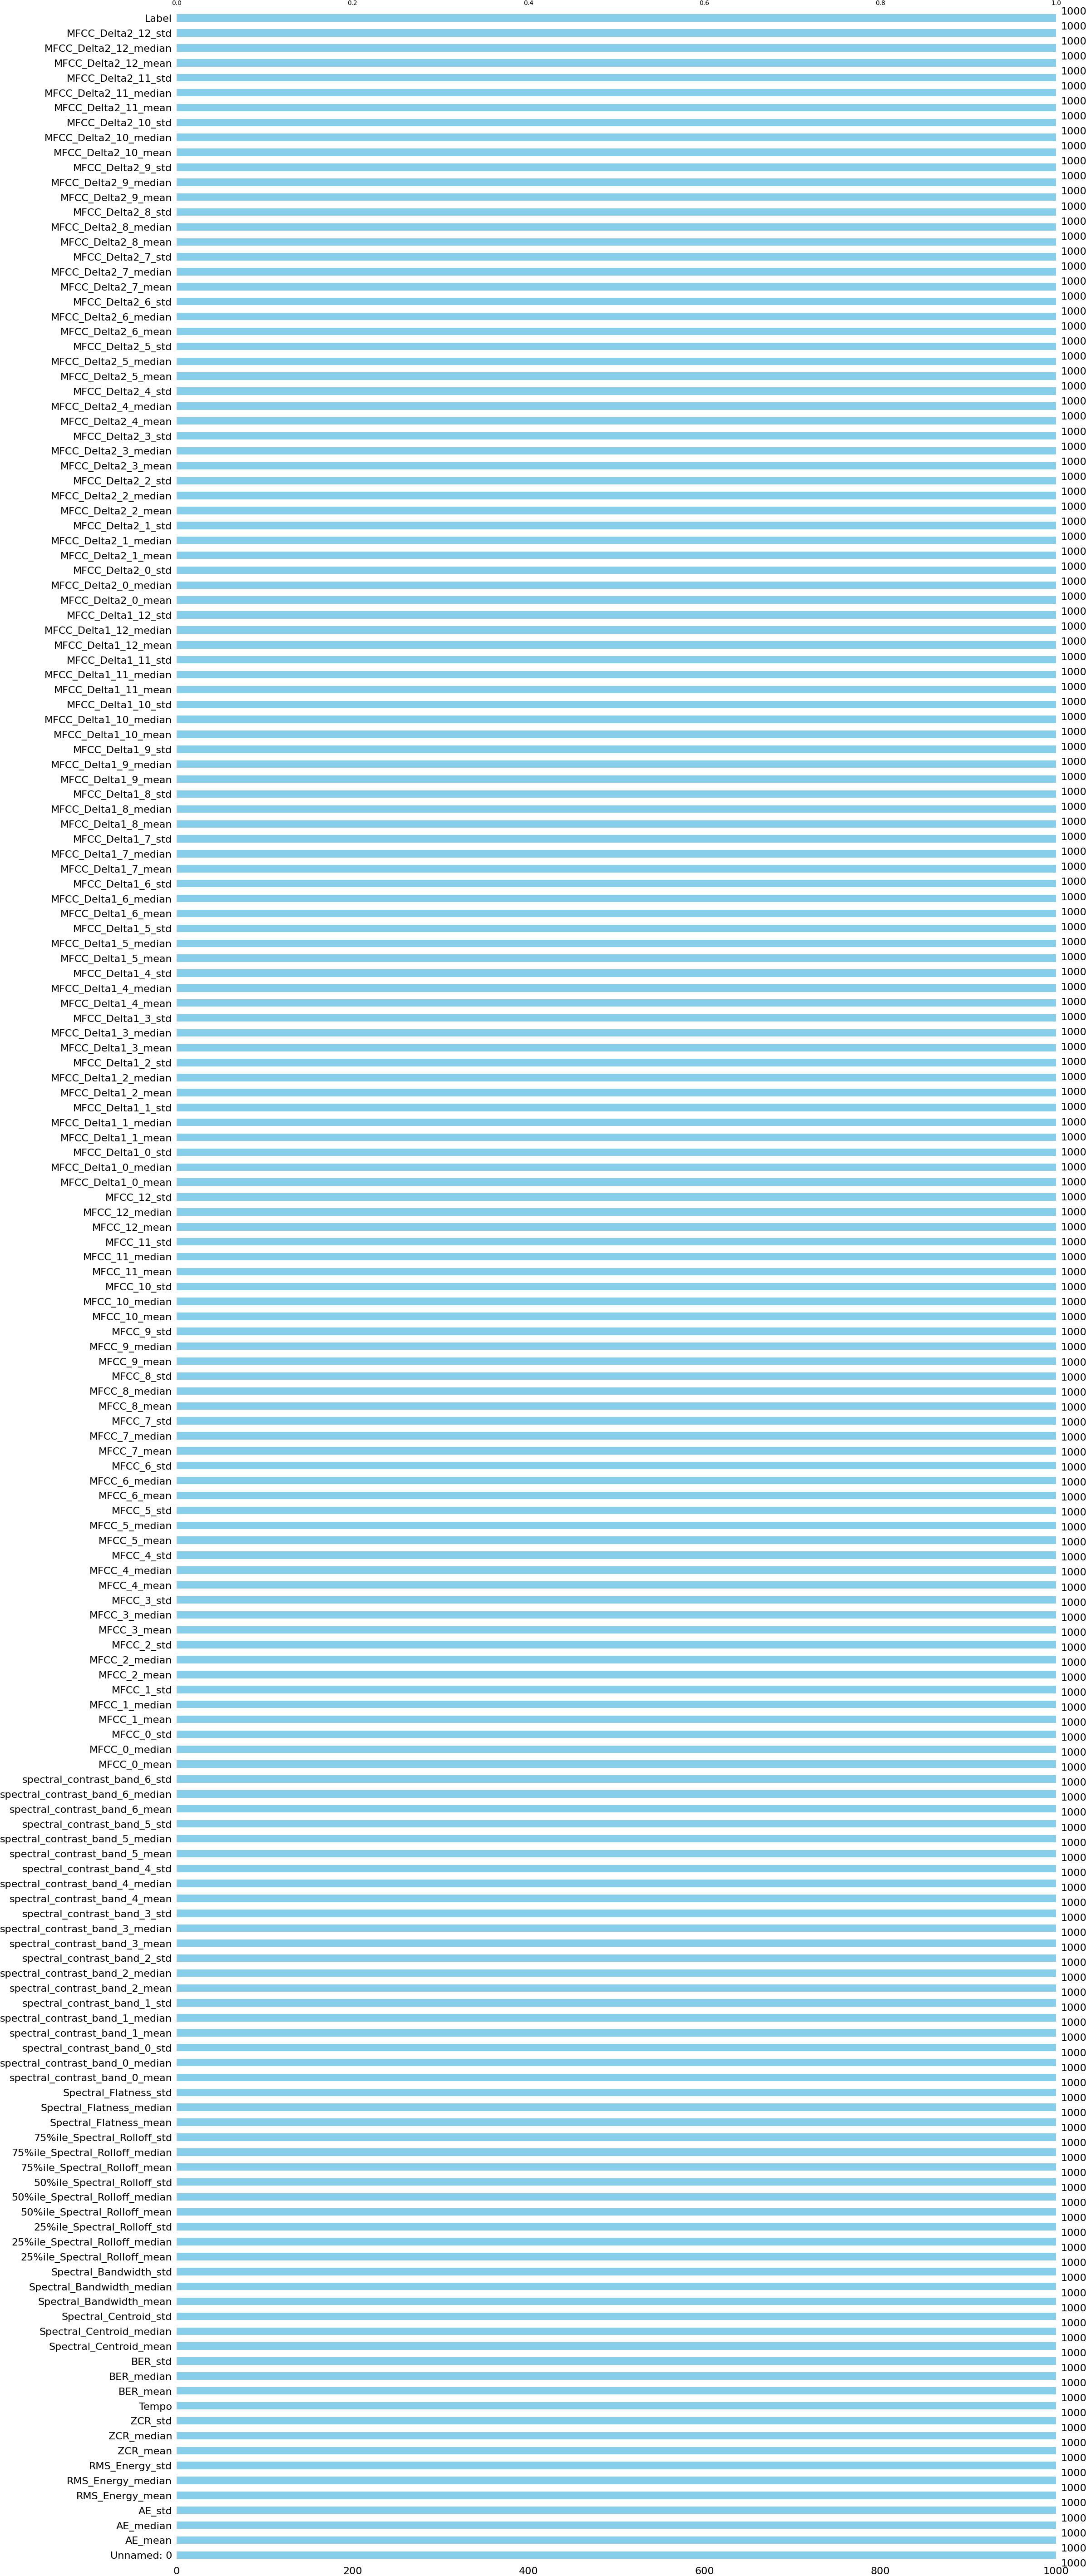 0.0 0.2 0.4 0.6 0.8 1.0
Label 1000
MFCC_Delta2_12_std 1000
MFCC_Delta2_12_median 1000
MFCC_Delta2_12_mean 1000
MFCC_Delta2_11_std 1000
MFCC_Delta2_11_median 1000
MFCC_Delta2_11_mean 1000
MFCC_Delta2_10_std 1000
MFCC_Delta2_10_median 1000
MFCC_Delta2_10_mean 1000
MFCC_Delta2_9_std 1000
MFCC_Delta2_9_median 1000
MFCC_Delta2_9_mean 1000
MFCC_Delta2_8_std 1000
MFCC_Delta2_8_median 1000
MFCC_Delta2_8_mean 1000
MFCC_Delta2_7_std 1000
MFCC_Delta2_7_median 1000
MFCC_Delta2_7_mean 1000
MFCC_Delta2_6_std 1000
MFCC_Delta2_6_median 1000
MFCC_Delta2_6_mean 1000
MFCC_Delta2_5_std 1000
MFCC_Delta2_5_median 1000
MFCC_Delta2_5_mean 1000
MFCC_Delta2_4_std 1000
MFCC_Delta2_4_median 1000
MFCC_Delta2_4_mean 1000
MFCC_Delta2_3_std 1000
MFCC_Delta2_3_median 1000
MFCC_Delta2_3_mean 1000
MFCC_Delta2_2_std 1000
MFCC_Delta2_2_median 1000
MFCC_Delta2_2_mean 1000
MFCC_Delta2_1_std 1000
MFCC_Delta2_1_median 1000
MFCC_Delta2_1_mean 1000
MFCC_Delta2_0_std 1000
MFCC_Delta2_0_median 1000
MFCC_Delta2_0_mean 1000
MFCC_Delta1_12_std 1000
MFCC_Delta1_12_median 1000
MFCC_Delta1_12_mean 1000
MFCC_Delta1_11_std 1000
MFCC_Delta1_11_median 1000
MFCC_Delta1_11_mean 1000
MFCC_Delta1_10_std 1000
MFCC_Delta1_10_median 1000
MFCC_Delta1_10_mean 1000
MFCC_Delta1_9_std 1000
MFCC_Delta1_9_median 1000
MFCC_Delta1_9_mean 1000
MFCC_Delta1_8_std 1000
MFCC_Delta1_8_median 1000
MFCC_Delta1_8_mean 1000
MFCC_Delta1_7_std 1000
MFCC_Delta1_7_median 1000
MFCC_Delta1_7_mean 1000
MFCC_Delta1_6_std 1000
MFCC_Delta1_6_median 1000
MFCC_Delta1_6_mean 1000
MFCC_Delta1_5_std 1000
MFCC_Delta1_5_median 1000
MFCC_Delta1_5_mean 1000
MFCC_Delta1_4_std 1000
MFCC_Delta1_4_median 1000
MFCC_Delta1_4_mean 1000
MFCC_Delta1_3_std 1000
MFCC_Delta1_3_median 1000
MFCC_Delta1_3_mean 1000
MFCC_Delta1_2_std 1000
MFCC_Delta1_2_median 1000
MFCC_Delta1_2_mean 1000
MFCC_Delta1_1_std 1000
MFCC_Delta1_1_median 1000
MFCC_Delta1_1_mean 1000
MFCC_Delta1_0_std 1000
MFCC_Delta1_0_median 1000
MFCC_Delta1_0_mean 1000
MFCC_12_std 1000
MFCC_12_median 1000
MFCC_12_mean 1000
MFCC_11_std 1000
MFCC_11_median 1000
MFCC_11_mean 1000
MFCC_10_std 1000
MFCC_10_median 1000
MFCC_10_mean 1000
MFCC_9_std 1000
MFCC_9_median 1000
MFCC_9_mean 1000
MFCC_8_std 1000
MFCC_8_median 1000
MFCC_8_mean 1000
MFCC_7_std 1000
MFCC_7_median 1000
MFCC_7_mean 1000
MFCC_6_std 1000
MFCC_6_median 1000
MFCC_6_mean 1000
MFCC_5_std 1000
MFCC_5_median 1000
MFCC_5_mean 1000
MFCC_4_std 1000
MFCC_4_median 1000
MFCC_4_mean 1000
MFCC_3_std 1000
MFCC_3_median 1000
MFCC_3_mean 1000
MFCC_2_std 1000
MFCC_2_median 1000
MFCC_2_mean 1000
MFCC_1_std 1000
MFCC_1_median 1000
MFCC_1_mean 1000
MFCC_0_std 1000
MFCC_0_median 1000
MFCC_0_mean 1000
spectral_contrast_band_6_std 1000
spectral_contrast_band_6_median 1000
spectral_contrast_band_6_mean 1000
spectral_contrast_band_5_std 1000
spectral_contrast_band_5_median 1000
spectral_contrast_band_5_mean 1000
spectral_contrast_band_4_std 1000
spectral_contrast_band_4_median 1000
spectral_contrast_band_4_mean 1000
spectral_contrast_band_3_std 1000
spectral_contrast_band_3_median 1000
spectral_contrast_band_3_mean 1000
spectral_contrast_band_2_std 1000
spectral_contrast_band_2_median 1000
spectral_contrast_band_2_mean 1000
spectral_contrast_band_1_std 1000
spectral_contrast_band_1_median 1000
spectral_contrast_band_1_mean 1000
spectral_contrast_band_0_std 1000
spectral_contrast_band_0_median 1000
spectral_contrast_band_0_mean 1000
Spectral_Flatness_std 1000
Spectral_Flatness_median 1000
Spectral_Flatness_mean 1000
75%ile_Spectral_Rolloff_std 1000
75%ile_Spectral_Rolloff_median 1000
75%ile_Spectral_Rolloff_mean 1000
50%ile_Spectral_Rolloff_std 1000
50%ile_Spectral_Rolloff_median 1000
50%ile_Spectral_Rolloff_mean 1000
25%ile_Spectral_Rolloff_std 1000
25%ile_Spectral_Rolloff_median 1000
25%ile_Spectral_Rolloff_mean 1000
Spectral_Bandwidth_std 1000
Spectral_Bandwidth_median 1000
Spectral_Bandwidth_mean 1000
Spectral_Centroid_std 1000
Spectral_Centroid_median 1000
Spectral_Centroid_mean 1000
BER_std 1000
BER_median 1000
BER_mean 1000
Tempo 1000
ZCR_std 1000
ZCR_median 1000
ZCR_mean 1000
RMS_Energy_std 1000
RMS_Energy_median 1000
RMS_Energy_mean 1000
AE_std 1000
AE_median 1000
AE_mean 1000
Unnamed: 0 1000
0 200 400 600 800 1000